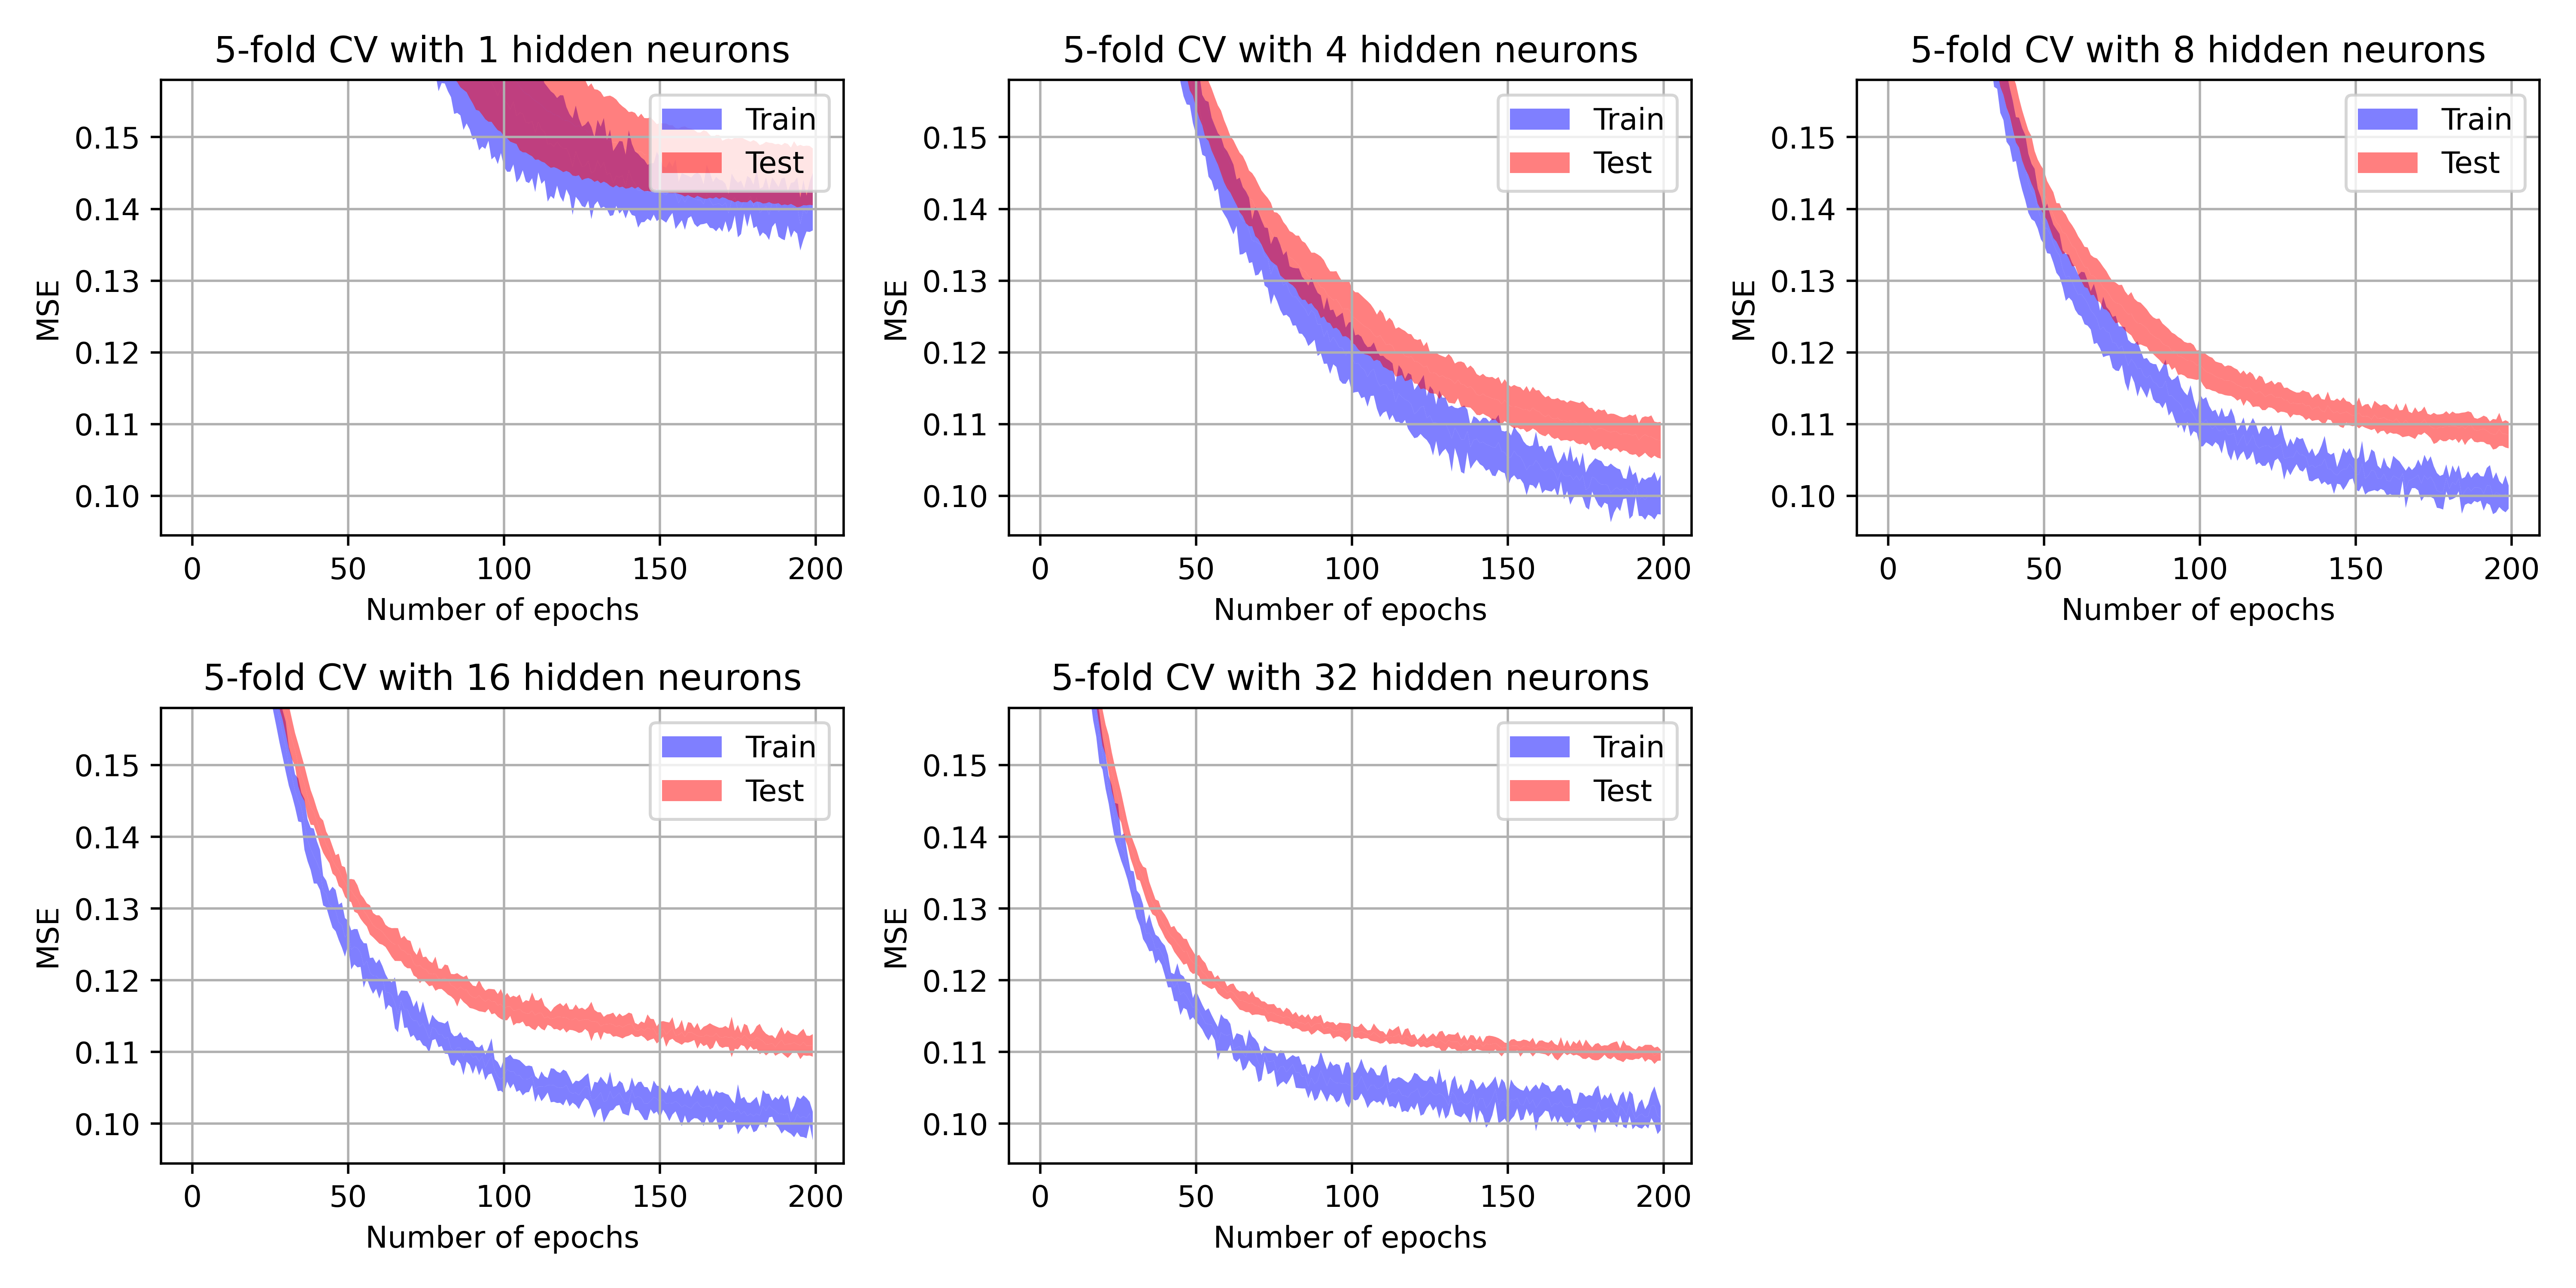 5-fold CV with 1 hidden neurons
Train
Test
0.15
0.14
0.13
0.12
0.11
0.10
MSE
0 50 100 150 200
Number of epochs
5-fold CV with 4 hidden neurons
Train
Test
0.15
0.14
0.13
0.12
0.11
0.10
MSE
0 50 100 150 200
Number of epochs
5-fold CV with 8 hidden neurons
Train
Test
0.15
0.14
0.13
0.12
0.11
0.10
MSE
0 50 100 150 200
Number of epochs
5-fold CV with 16 hidden neurons
Train
Test
0.15
0.14
0.13
0.12
0.11
0.10
MSE
0 50 100 150 200
Number of epochs
5-fold CV with 32 hidden neurons
Train
Test
0.15
0.14
0.13
0.12
0.11
0.10
MSE
0 50 100 150 200
Number of epochs